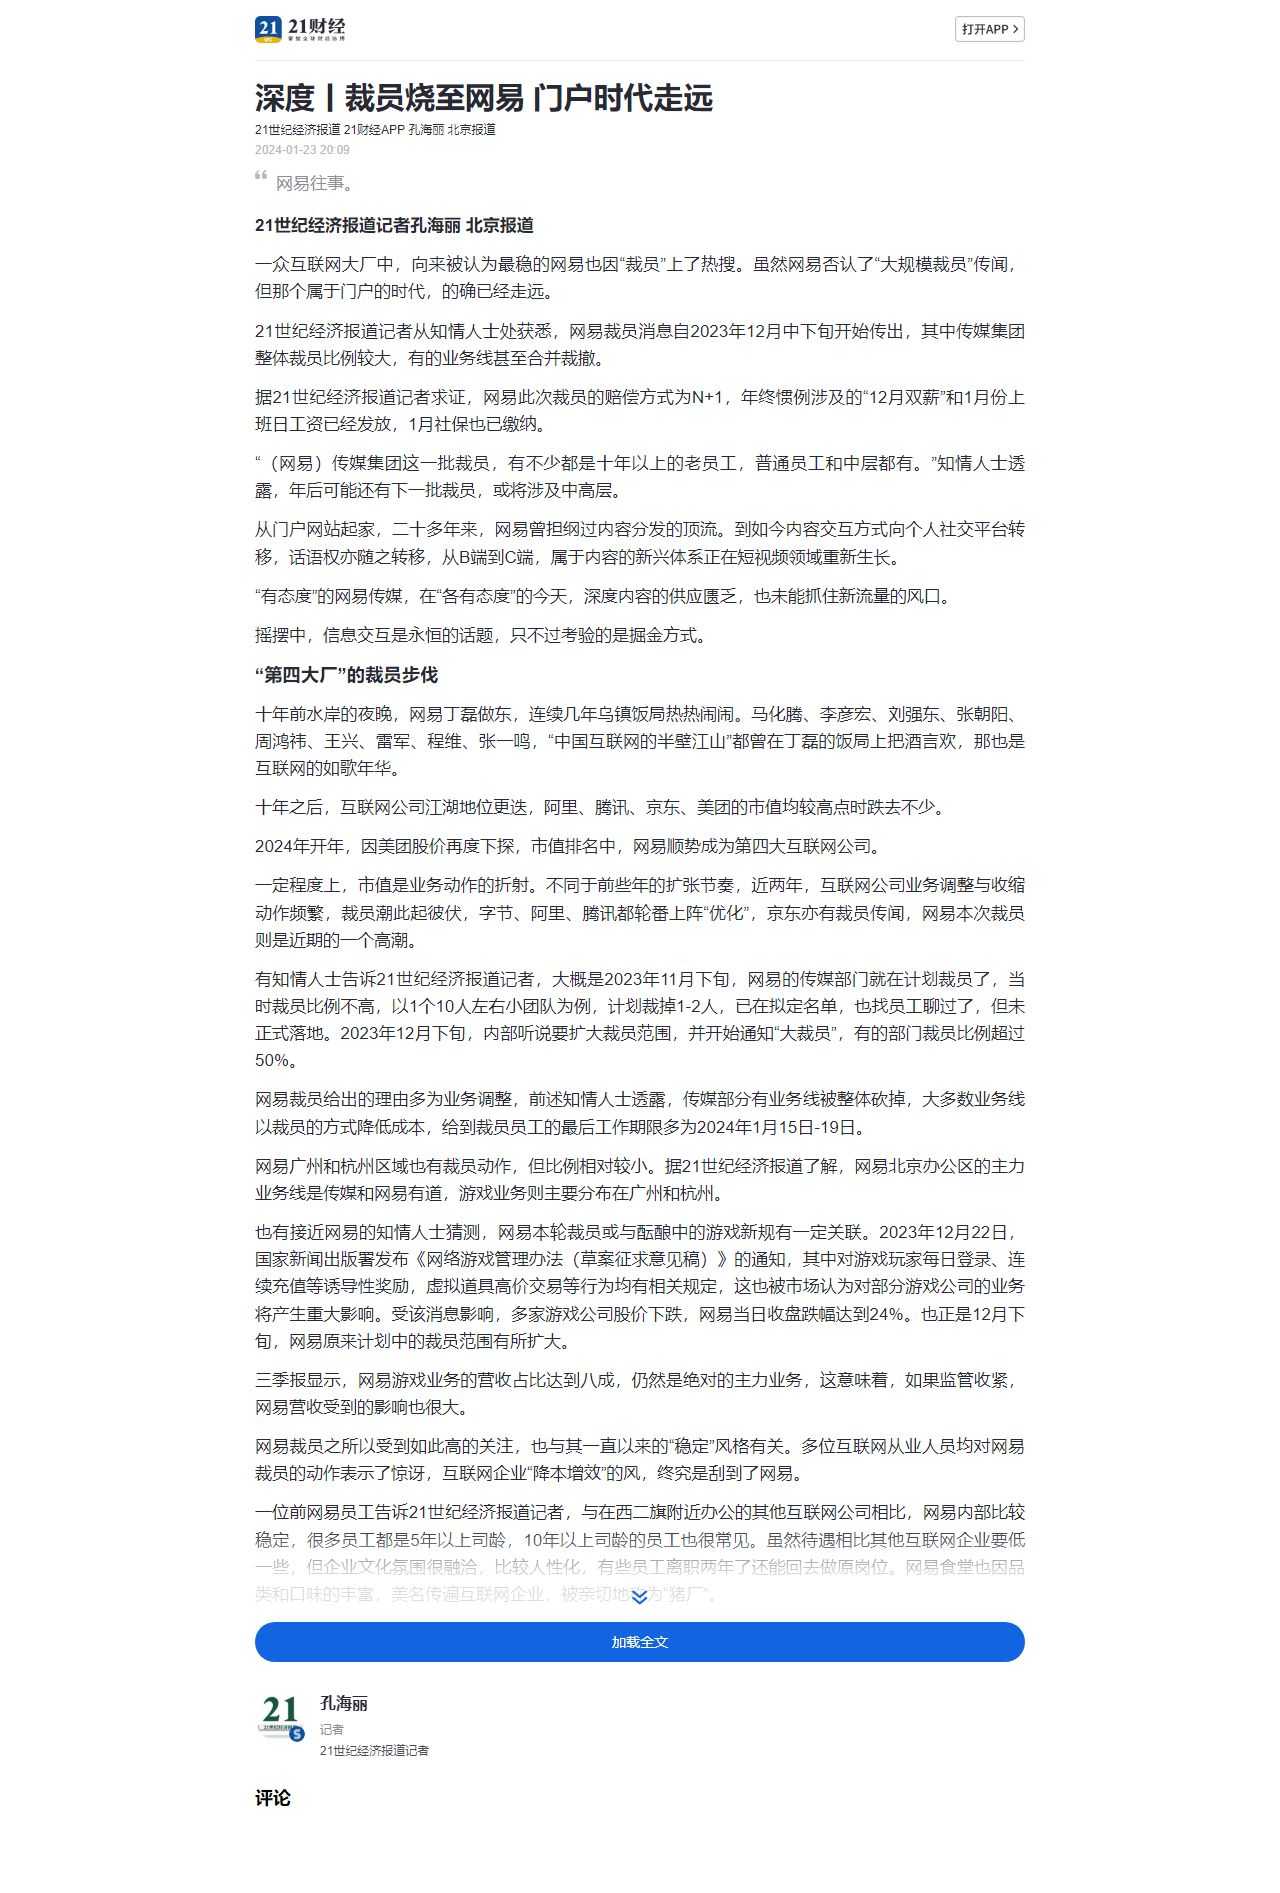 21 21财经
打开APP >
深度丨裁员烧至网易 门户时代走远
21世纪经济报道 21财经APP 孔海丽 北京报道
2024-01-23 20:09
“ 网易往事。
21世纪经济报道记者孔海丽 北京报道
一众互联网大厂中，向来被认为最稳的网易也因“裁员”上了热搜。虽然网易否认了“大规模裁员”传闻，
但那个属于门户的时代，的确已经走远。
21世纪经济报道记者从知情人士处获悉，网易裁员消息自2023年12月中下旬开始传出，其中传媒集团
整体裁员比例较大，有的业务线甚至合并裁撤。
据21世纪经济报道记者求证，网易此次裁员的赔偿方式为N+1，年终惯例涉及的“12月双薪”和1月份上
班日工资已经发放，1月社保也已缴纳。
“（网易）传媒集团这一批裁员，有不少都是十年以上的老员工，普通员工和中层都有。”知情人士透
露，年后可能还有下一批裁员，或将涉及中高层。
从门户网站起家，二十多年来，网易曾担纲过内容分发的顶流。到如今内容交互方式向个人社交平台转
移，话语权亦随之转移，从B端到C端，属于内容的新兴体系正在短视频领域重新生长。
“有态度”的网易传媒，在“各有态度”的今天，深度内容的供应匮乏，也未能抓住新流量的风口。
摇摆中，信息交互是永恒的话题，只不过考验的是掘金方式。
“第四大厂”的裁员步伐
十年前水岸的夜晚，网易丁磊做东，连续几年乌镇饭局热热闹闹。马化腾、李彦宏、刘强东、张朝阳、
周鸿祎、王兴、雷军、程维、张一鸣，“中国互联网的半壁江山”都曾在丁磊的饭局上把酒言欢，那也是
互联网的如歌年华。
十年之后，互联网公司江湖地位更迭，阿里、腾讯、京东、美团的市值均较高点时跌去不少。
2024年开年，因美团股价再度下探，市值排名中，网易顺势成为第四大互联网公司。
一定程度上，市值是业务动作的折射。不同于前些年的扩张节奏，近两年，互联网公司业务调整与收缩
动作频繁，裁员潮此起彼伏，字节、阿里、腾讯都轮番上阵“优化”，京东亦有裁员传闻，网易本次裁员
则是近期的一个高潮。
有知情人士告诉21世纪经济报道记者，大概是2023年11月下旬，网易的传媒部门就在计划裁员了，当
时裁员比例不高，以1个10人左右小团队为例，计划裁掉1-2人，已在拟定名单，也找员工聊过了，但未
正式落地。2023年12月下旬，内部听说要扩大裁员范围，并开始通知“大裁员”，有的部门裁员比例超过
50%。
网易裁员给出的理由多为业务调整，前述知情人士透露，传媒部分有业务线被整体砍掉，大多数业务线
以裁员的方式降低成本，给到裁员员工的最后工作期限多为2024年1月15日-19日。
网易广州和杭州区域也有裁员动作，但比例相对较小。据21世纪经济报道了解，网易北京办公区的主力
业务线是传媒和网易有道，游戏业务则主要分布在广州和杭州。
也有接近网易的知情人士猜测，网易本轮裁员或与酝酿中的游戏新规有一定关联。2023年12月22日，
国家新闻出版署发布《网络游戏管理办法（草案征求意见稿）》的通知，其中对游戏玩家每日登录、连
续充值等诱导性奖励，虚拟道具高价交易等行为均有相关规定，这也被市场认为对部分游戏公司的业务
将产生重大影响。受该消息影响，多家游戏公司股价下跌，网易当日收盘跌幅达到24%。也正是12月下
旬，网易原来计划中的裁员范围有所扩大。
三季报显示，网易游戏业务的营收占比达到八成，仍然是绝对的主力业务，这意味着，如果监管收紧，
网易营收受到的影响也很大。
网易裁员之所以受到如此高的关注，也与其一直以来的“稳定”风格有关。多位互联网从业人员均对网易
裁员的动作表示了惊讶，互联网企业“降本增效”的风，终究是刮到了网易。
一位前网易员工告诉21世纪经济报道记者，与在西二旗附近办公的其他互联网公司相比，网易内部比较
稳定，很多员工都是5年以上司龄，10年以上司龄的员工也很常见。虽然待遇相比其他互联网企业要低
一些，但企业文化氛围很融洽，比较人性化，有些员工离职两年了还能回去做原岗位。网易食堂也因品
类和口味的丰富，美名传遍互联网企业，被亲切地 为“猪厂”。
加载全文
21
孔海丽
记者
21世纪经济报道记者
评论